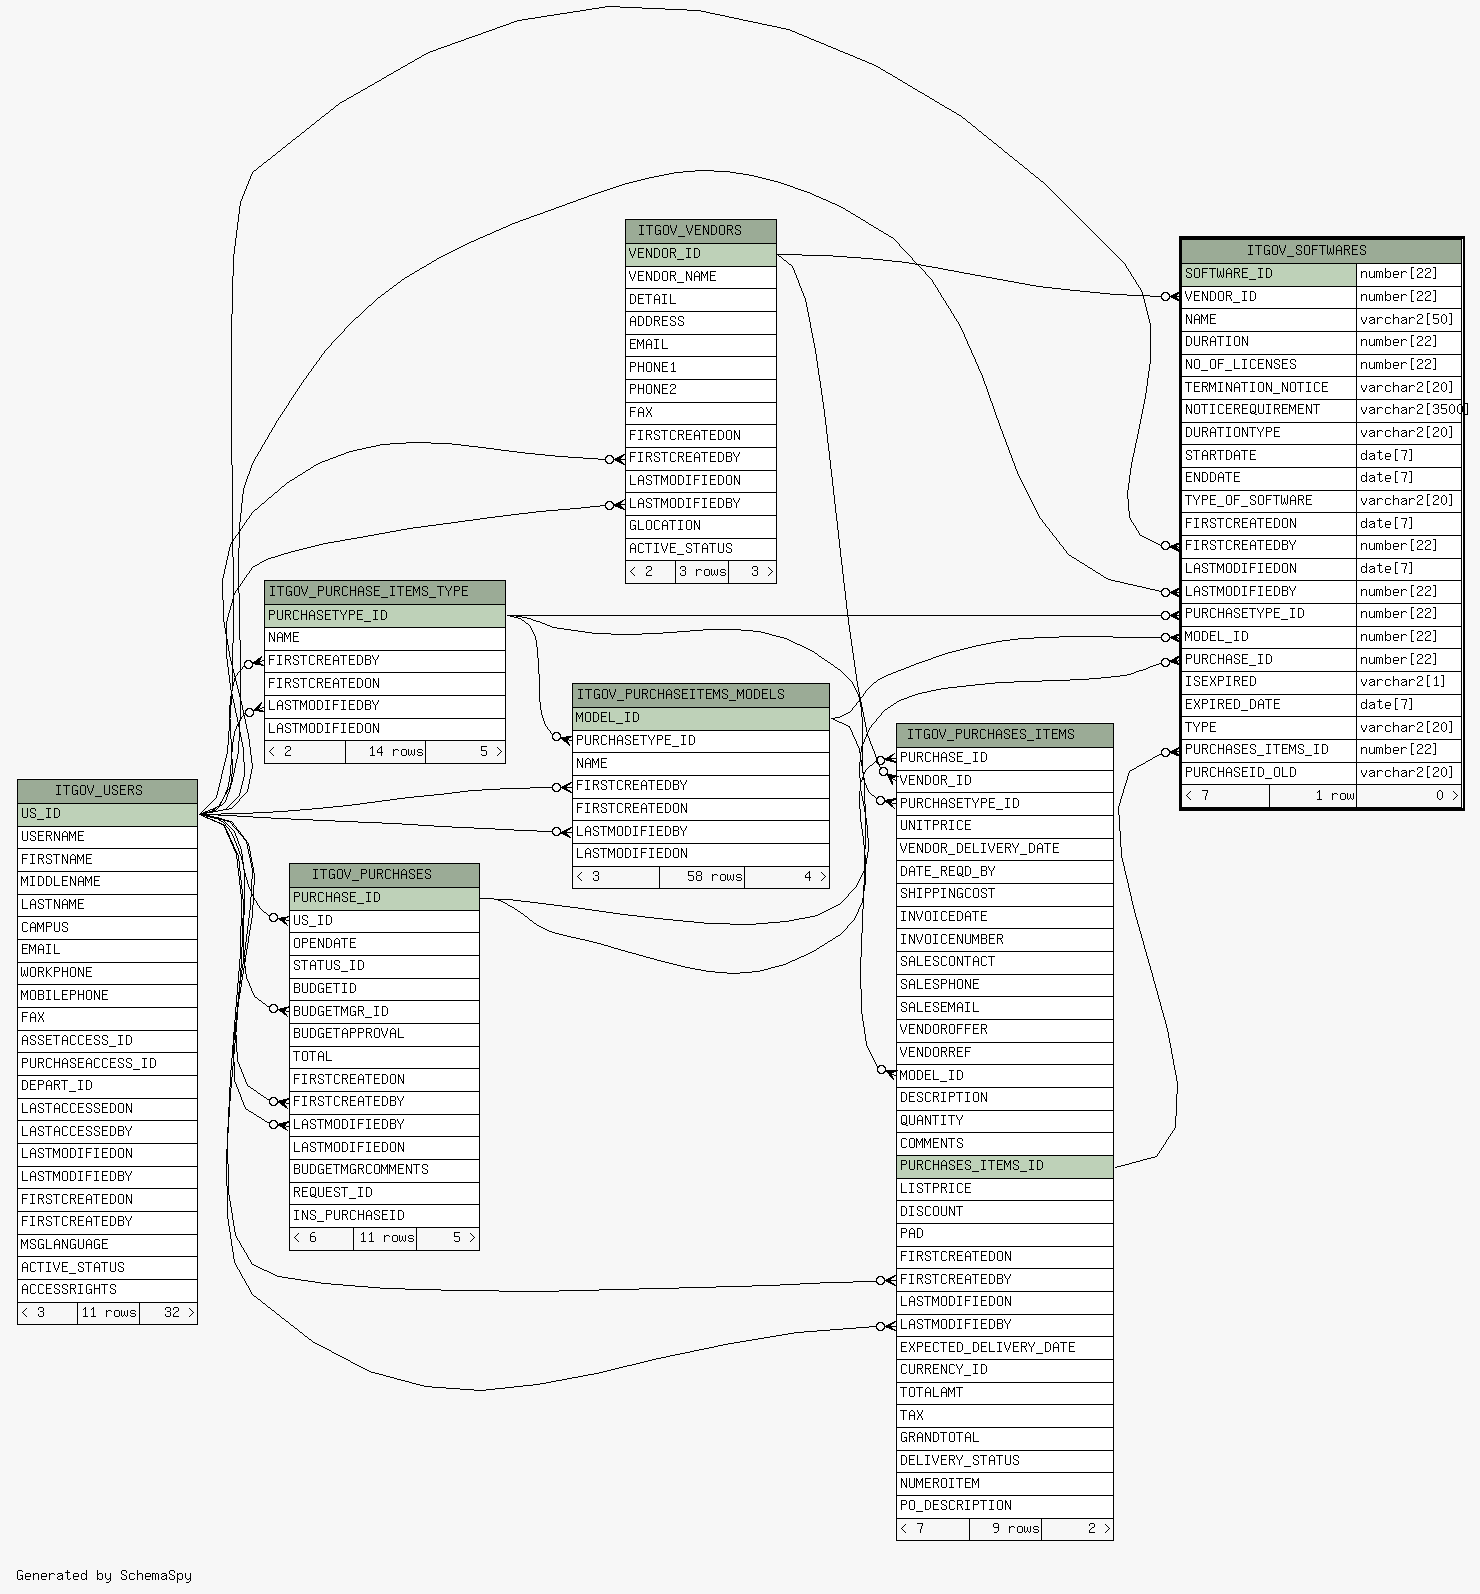 ITGOV_VENDORS
VENDOR_ID
VENDOR_NAME
DETAIL
ADDRESS
EMAIL
PHONE1
PHONE2
FAX
FIRSTCREATEDON
FIRSTCREATEDBY
LASTMODIFIEDON
LASTMODIFIEDBY
GLOCATION
ACTIVE_STATUS
< 2 3 rows 3 >
ITGOV_SOFTWARES
SOFTWARE_ID number[22]
VENDOR_ID number[22]
NAME varchar2[50]
DURATION number[22]
NO_OF_LICENSES number[22]
TERMINATION_NOTICE varchar2[20]
NOTICEREQUIREMENT varchar2[3500]
DURATIONTYPE varchar2[20]
STARTDATE date[7]
ENDDATE date[7]
TYPE_OF_SOFTWARE varchar2[20]
FIRSTCREATEDON date[7]
FIRSTCREATEDBY number[22]
LASTMODIFIEDON date[7]
LASTMODIFIEDBY number[22]
PURCHASETYPE_ID number[22]
MODEL_ID number[22]
PURCHASE_ID number[22]
ISEXPIRED varchar2[1]
EXPIRED_DATE date[7]
TYPE varchar2[20]
PURCHASES_ITEMS_ID number[22]
PURCHASEID_OLD varchar2[20]
< 7 1 row 0 >
ITGOV_PURCHASE_ITEMS_TYPE
PURCHASETYPE_ID
NAME
FIRSTCREATEDBY
FIRSTCREATEDON
LASTMODIFIEDBY
LASTMODIFIEDON
< 2 14 rows 5 >
ITGOV_PURCHASEITEMS_MODELS
MODEL_ID
PURCHASETYPE_ID
NAME
FIRSTCREATEDBY
FIRSTCREATEDON
LASTMODIFIEDBY
LASTMODIFIEDON
< 3 58 rows 4 >
ITGOV_USERS
US_ID
USERNAME
FIRSTNAME
MIDDLENAME
LASTNAME
CAMPUS
EMAIL
WORKPHONE
MOBILEPHONE
FAX
ASSETACCESS_ID
PURCHASEACCESS_ID
DEPART_ID
LASTACCESSEDON
LASTACCESSEDBY
LASTMODIFIEDON
LASTMODIFIEDBY
FIRSTCREATEDON
FIRSTCREATEDBY
MSGLANGUAGE
ACTIVE_STATUS
ACCESSRIGHTS
< 3 11 rows 32 >
ITGOV_PURCHASES
PURCHASE_ID
US_ID
OPENDATE
STATUS_ID
BUDGETID
BUDGETMGR_ID
BUDGETAPPROVAL
TOTAL
FIRSTCREATEDON
FIRSTCREATEDBY
LASTMODIFIEDBY
LASTMODIFIEDON
BUDGETMGRCOMMENTS
REQUEST_ID
INS_PURCHASEID
< 6 11 rows 5 >
ITGOV_PURCHASES_ITEMS
PURCHASE_ID
VENDOR_ID
PURCHASETYPE_ID
UNITPRICE
VENDOR_DELIVERY_DATE
DATE_REQD_BY
SHIPPINGCOST
INVOICEDATE
INVOICENUMBER
SALESCONTACT
SALESPHONE
SALESEMAIL
VENDOROFFER
VENDORREF
MODEL_ID
DESCRIPTION
QUANTITY
COMMENTS
PURCHASES_ITEMS_ID
LISTPRICE
DISCOUNT
PAD
FIRSTCREATEDON
FIRSTCREATEDBY
LASTMODIFIEDON
LASTMODIFIEDBY
EXPECTED_DELIVERY_DATE
CURRENCY_ID
TOTALAMT
TAX
GRANDTOTAL
DELIVERY_STATUS
NUMEROITEM
PO_DESCRIPTION
< 7 9 rows 2 >
Generated by SchemaSpy